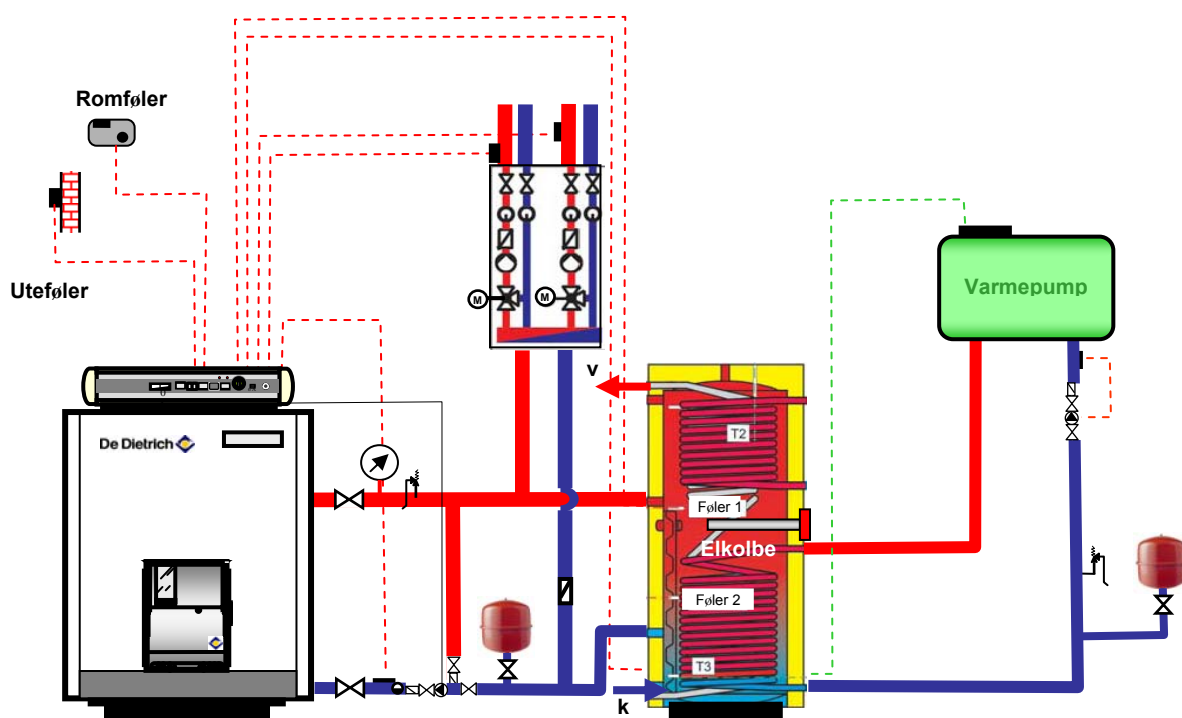 Romføler
Uteføler
Varmepump
M
M
v
De Dietrich
T2
Føler 1
Elkolbe
Føler 2
T3
k